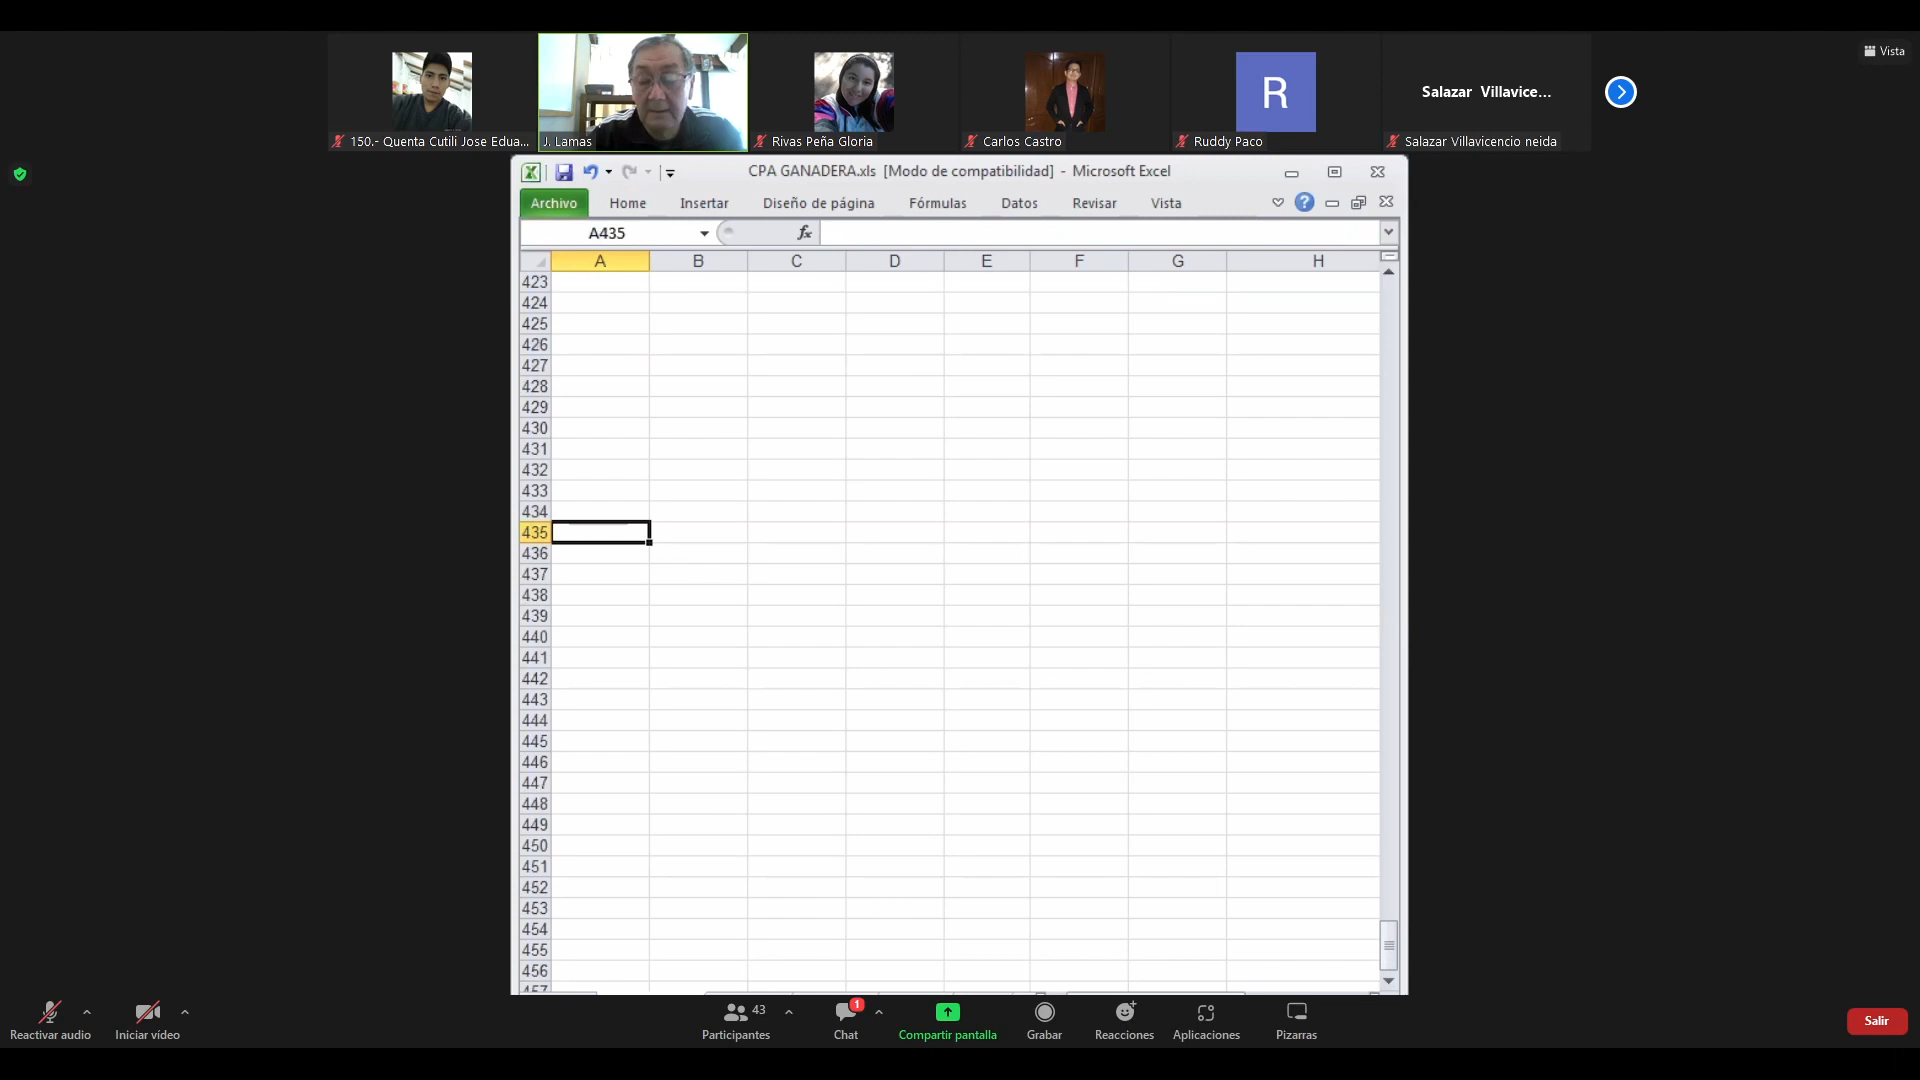 Vista
150.- Quenta Cutili Jose Edua...
J. Lamas
Rivas Peña Gloria
Carlos Castro
R
Ruddy Paco
Salazar Villavice...
Salazar Villavicencio neida
CPA GANADERA.xls [Modo de compatibilidad] - Microsoft Excel
Archivo Home Insertar Diseño de página Fórmulas Datos Revisar Vista
A435 fx
A B C D E F G H
423
424
425
426
427
428
429
430
431
432
433
434
435
436
437
438
439
440
441
442
443
444
445
446
447
448
449
450
451
452
453
454
455
456
457
43 1
Reactivar audio Iniciar vídeo Participantes Chat Compartir pantalla Grabar Reacciones Aplicaciones Pizarras Salir